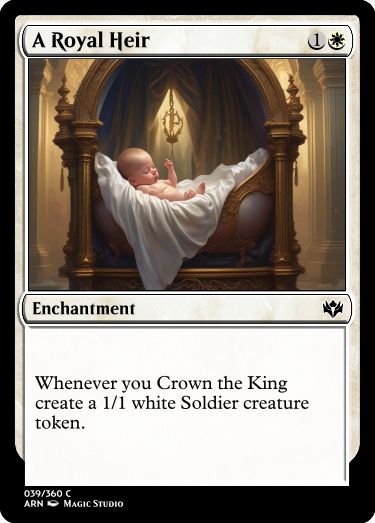 A Royal Heir 1
Enchantment
Whenever you Crown the King
create a 1/1 white Soldier creature
token.
039/360 C
ARN Magic Studio